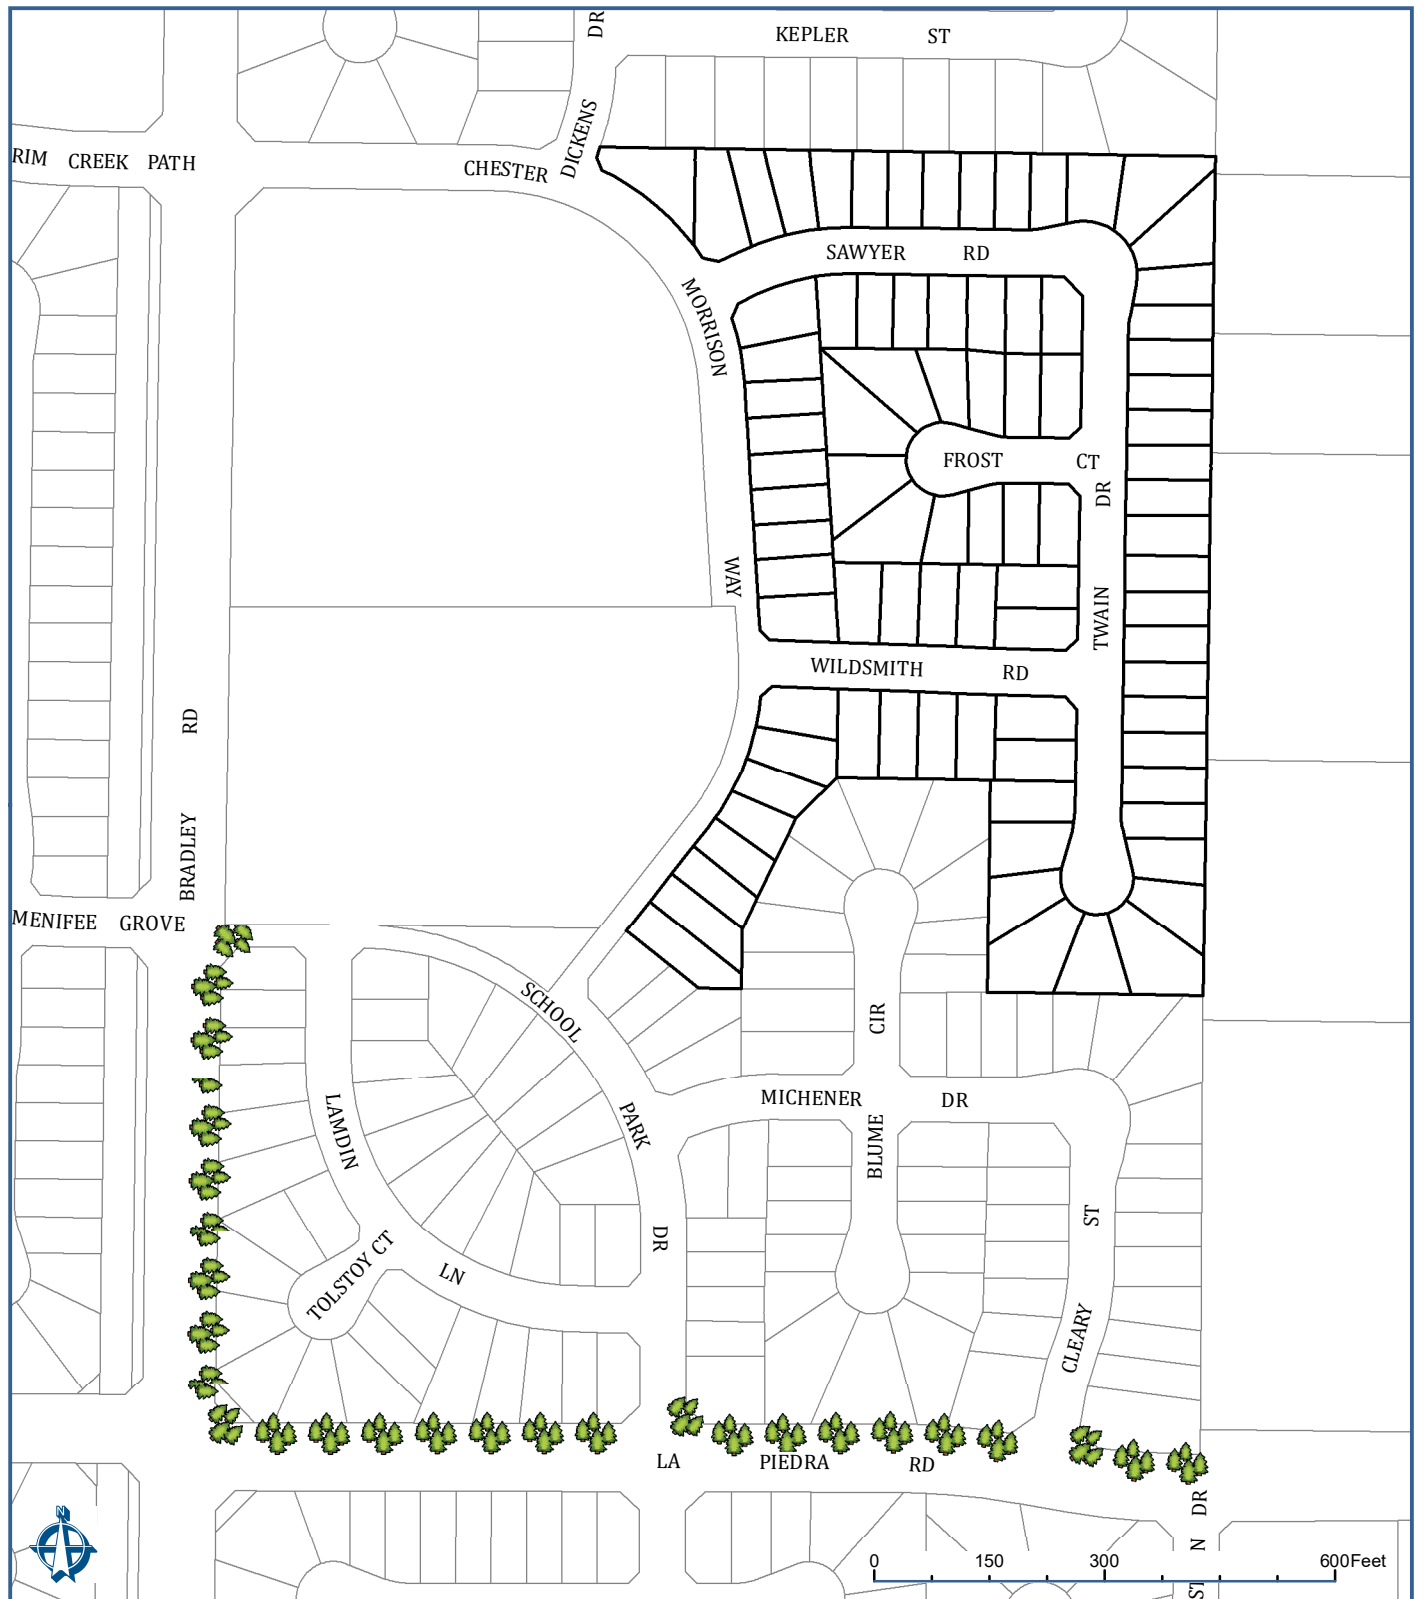 DR
KEPLER ST
DICKENS
RIM CREEK PATH
CHESTER
SAWYER RD
MORRISON
FROST CT
DR
WAY
TWAIN
WILDSMITH RD
RD
BRADLEY
MENIFEE GROVE
SCHOOL
CIR
MICHENER DR
LAMDIN
PARK
BLUME
ST
DR
TOLSTOY CT
LN
CLEARY
LA PIEDRA RD
DR
N
ST
N
0 150 300 600Feet